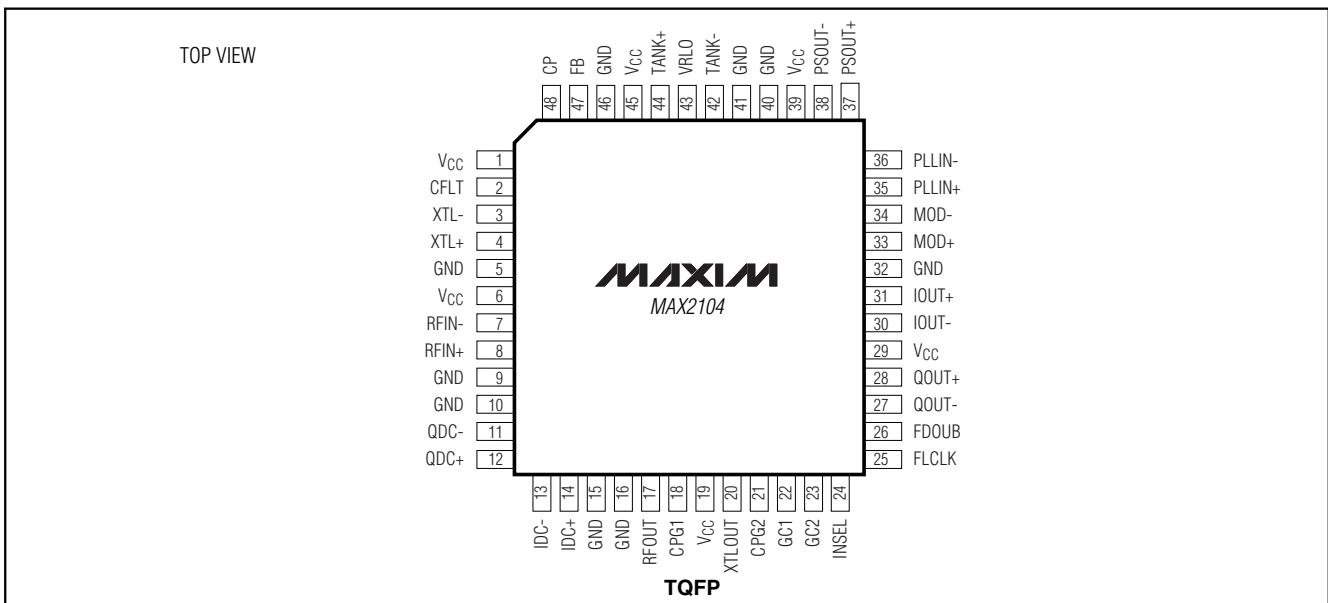 TOP VIEW
CP FB GND VCC TANK+ VRLO TANK- GND GND VCC PSOUT- PSOUT+
48 47 46 45 44 43 42 41 40 39 38 37
VCC 1
CFLT 2
XTL- 3
XTL+ 4
GND 5
VCC 6
RFIN- 7
RFIN+ 8
GND 9
GND 10
QDC- 11
QDC+ 12
MAXIM
MAX2104
36 PLLIN-
35 PLLIN+
34 MOD-
33 MOD+
32 GND
31 IOUT+
30 IOUT-
29 VCC
28 QOUT+
27 QOUT-
26 FDOUB
25 FLCLK
13 14 15 16 17 18 19 20 21 22 23 24
IDC- IDC+ GND GND RFOUT CPG1 VCC XTLOUT CPG2 GC1 GC2 INSEL
TQFP